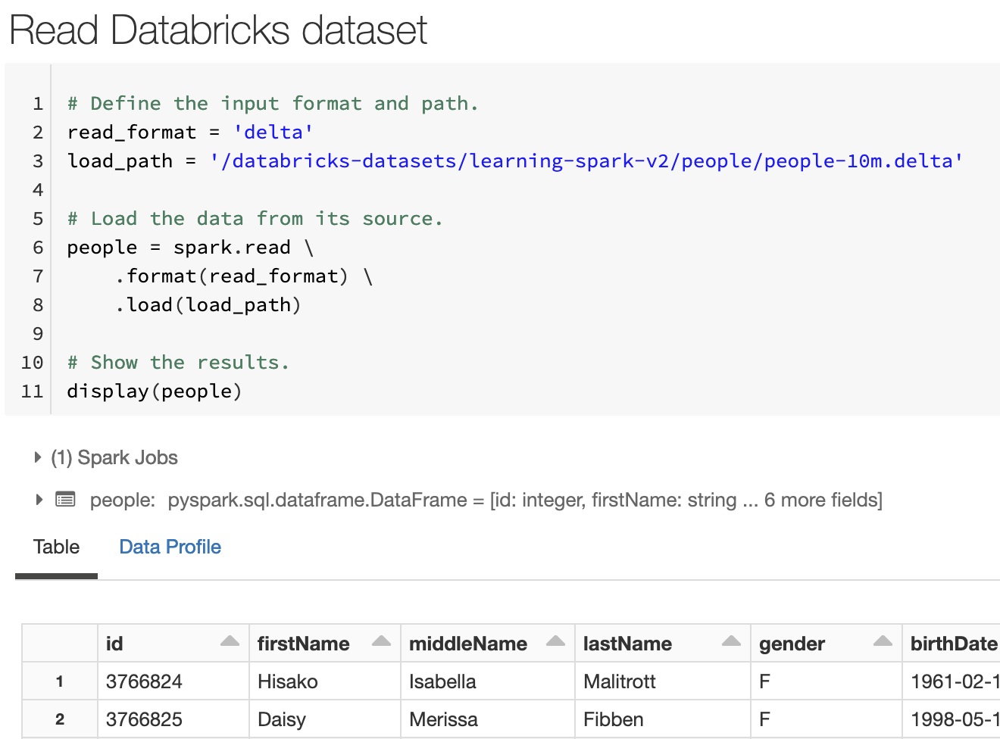 Read Databricks dataset
1 # Define the input format and path.
2 read_format = 'delta'
3 load_path = '/databricks-datasets/learning-spark-v2/people/people-10m.delta'
4
5 # Load the data from its source.
6 people = spark.read \
7     .format(read_format) \
8     .load(load_path)
9
10 # Show the results.
11 display(people)
(1) Spark Jobs
people: pyspark.sql.dataframe.DataFrame = [id: integer, firstName: string ... 6 more fields]
Table Data Profile
id firstName middleName lastName gender birthDate
1 3766824 Hisako Isabella Malitrott F 1961-02-1
2 3766825 Daisy Merissa Fibben F 1998-05-1